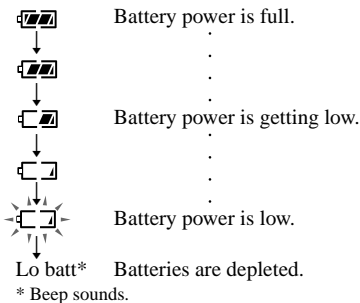 Battery power is full.
Battery power is getting low.
Battery power is low.
Lo batt* Batteries are depleted.
* Beep sounds.